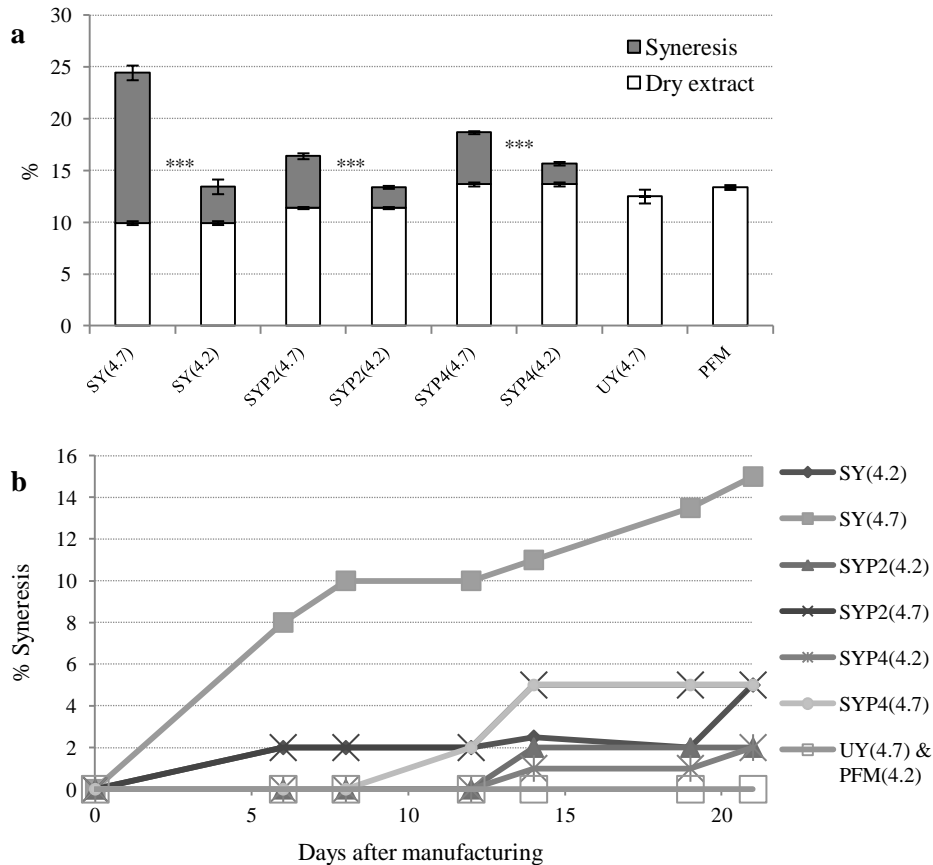 a
30
25
20
15
10
5
0
%
Syneresis
Dry extract
***
***
***
SY(4.7)
SY(4.2)
SYP2(4.7)
SYP2(4.2)
SYP4(4.7)
SYP4(4.2)
UY(4.7)
PFM
b
16
14
12
10
8
6
4
2
0
% Syneresis
0
5
10
15
20
Days after manufacturing
SY(4.2)
SY(4.7)
SYP2(4.2)
SYP2(4.7)
SYP4(4.2)
SYP4(4.7)
UY(4.7) &
PFM(4.2)